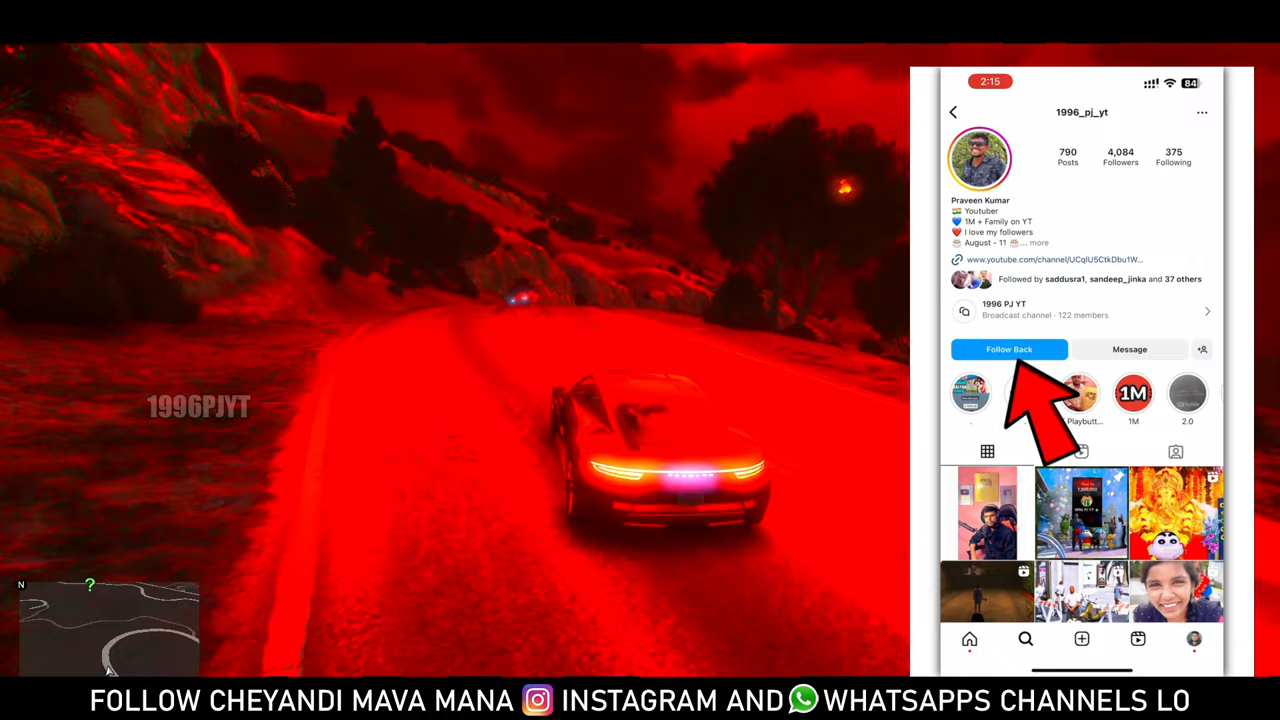 2:15
84
1996_pj_yt
790
4,084
375
Posts
Followers
Following
Praveen Kumar
Youtuber
1M + Family on YT
I love my followers
August - 11 ... more
www.youtube.com/channel/UCqlU5CtkDbu1W...
Followed by saddusra1, sandeep_jinka and 37 others
1996 PJ YT
Broadcast channel · 122 members
Follow Back
Message
1M
.
Playbutt...
1M
2.0
1996PJYT
1996 PJ YT
N
?
FOLLOW CHEYANDI MAVA MANA INSTAGRAM AND WHATSAPPS CHANNELS LO